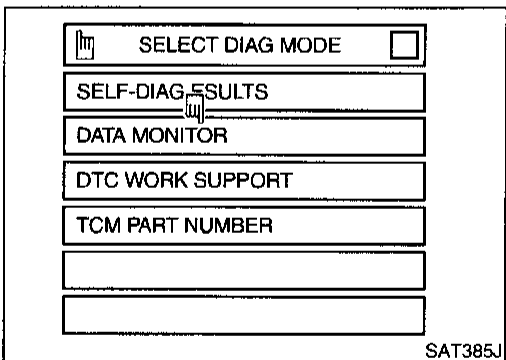 SELECT DIAG MODE
SELF-DIAG ESULTS
DATA MONITOR
DTC WORK SUPPORT
TCM PART NUMBER
SAT385J